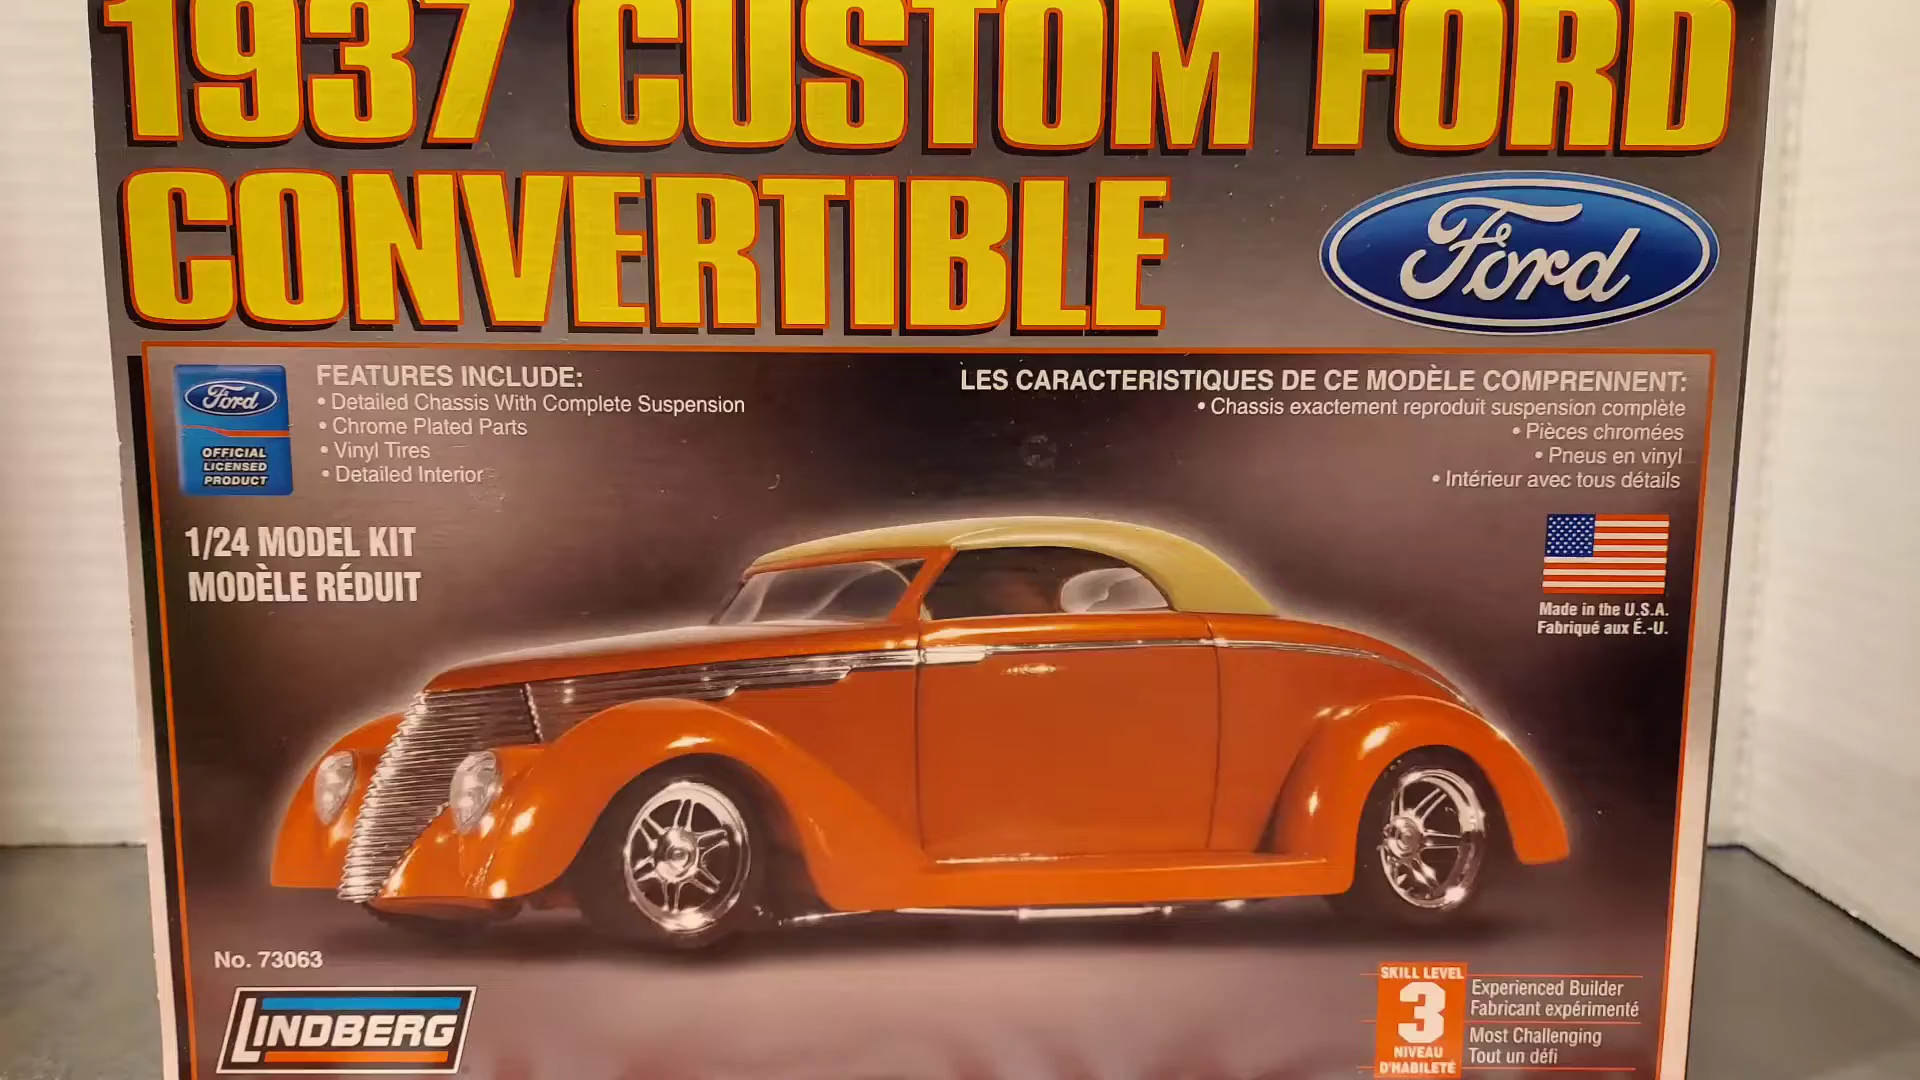 1937 CUSTOM FORD
CONVERTIBLE
Ford
Ford
OFFICIAL
LICENSED
PRODUCT
FEATURES INCLUDE:
• Detailed Chassis With Complete Suspension
• Chrome Plated Parts
• Vinyl Tires
• Detailed Interior
LES CARACTERISTIQUES DE CE MODÈLE COMPRENNENT:
• Chassis exactement reproduit suspension complète
• Pièces chromées
• Pneus en vinyl
• Intérieur avec tous détails
1/24 MODEL KIT
MODÈLE RÉDUIT
Made in the U.S.A.
Fabriqué aux É.-U.
No. 73063
LINDBERG
SKILL LEVEL
3
NIVEAU
D'HABILETÉ
Experienced Builder
Fabricant expérimenté
Most Challenging
Tout un défi